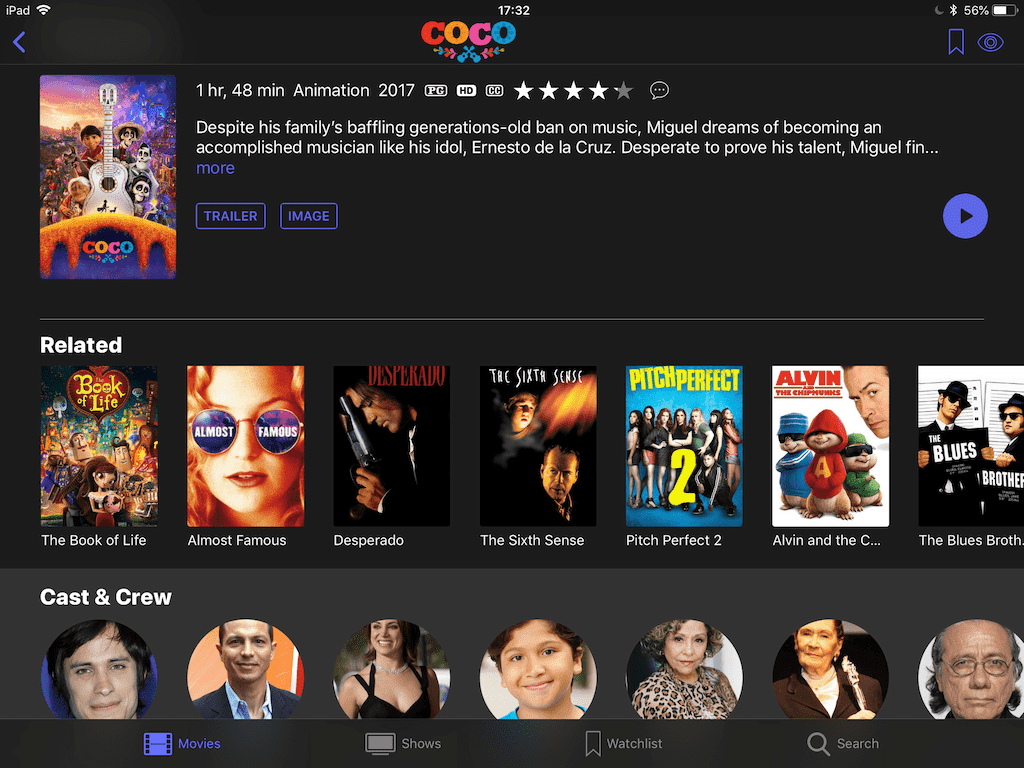 iPad 17:32 56%
COCO
1 hr, 48 min Animation 2017 PG HD CC
Despite his family's baffling generations-old ban on music, Miguel dreams of becoming an
accomplished musician like his idol, Ernesto de la Cruz. Desperate to prove his talent, Miguel fin...
more
TRAILER IMAGE
COCO
Related
The Book of Life
ALMOST FAMOUS
DESPERADO
THE SIXTH SENSE
PITCH PERFECT 2
ALVIN AND THE CHIPMUNKS A
THE BLUES BROTHER
The Book of Life Almost Famous Desperado The Sixth Sense Pitch Perfect 2 Alvin and the C... The Blues Broth...
Cast & Crew
Movies Shows Watchlist Search